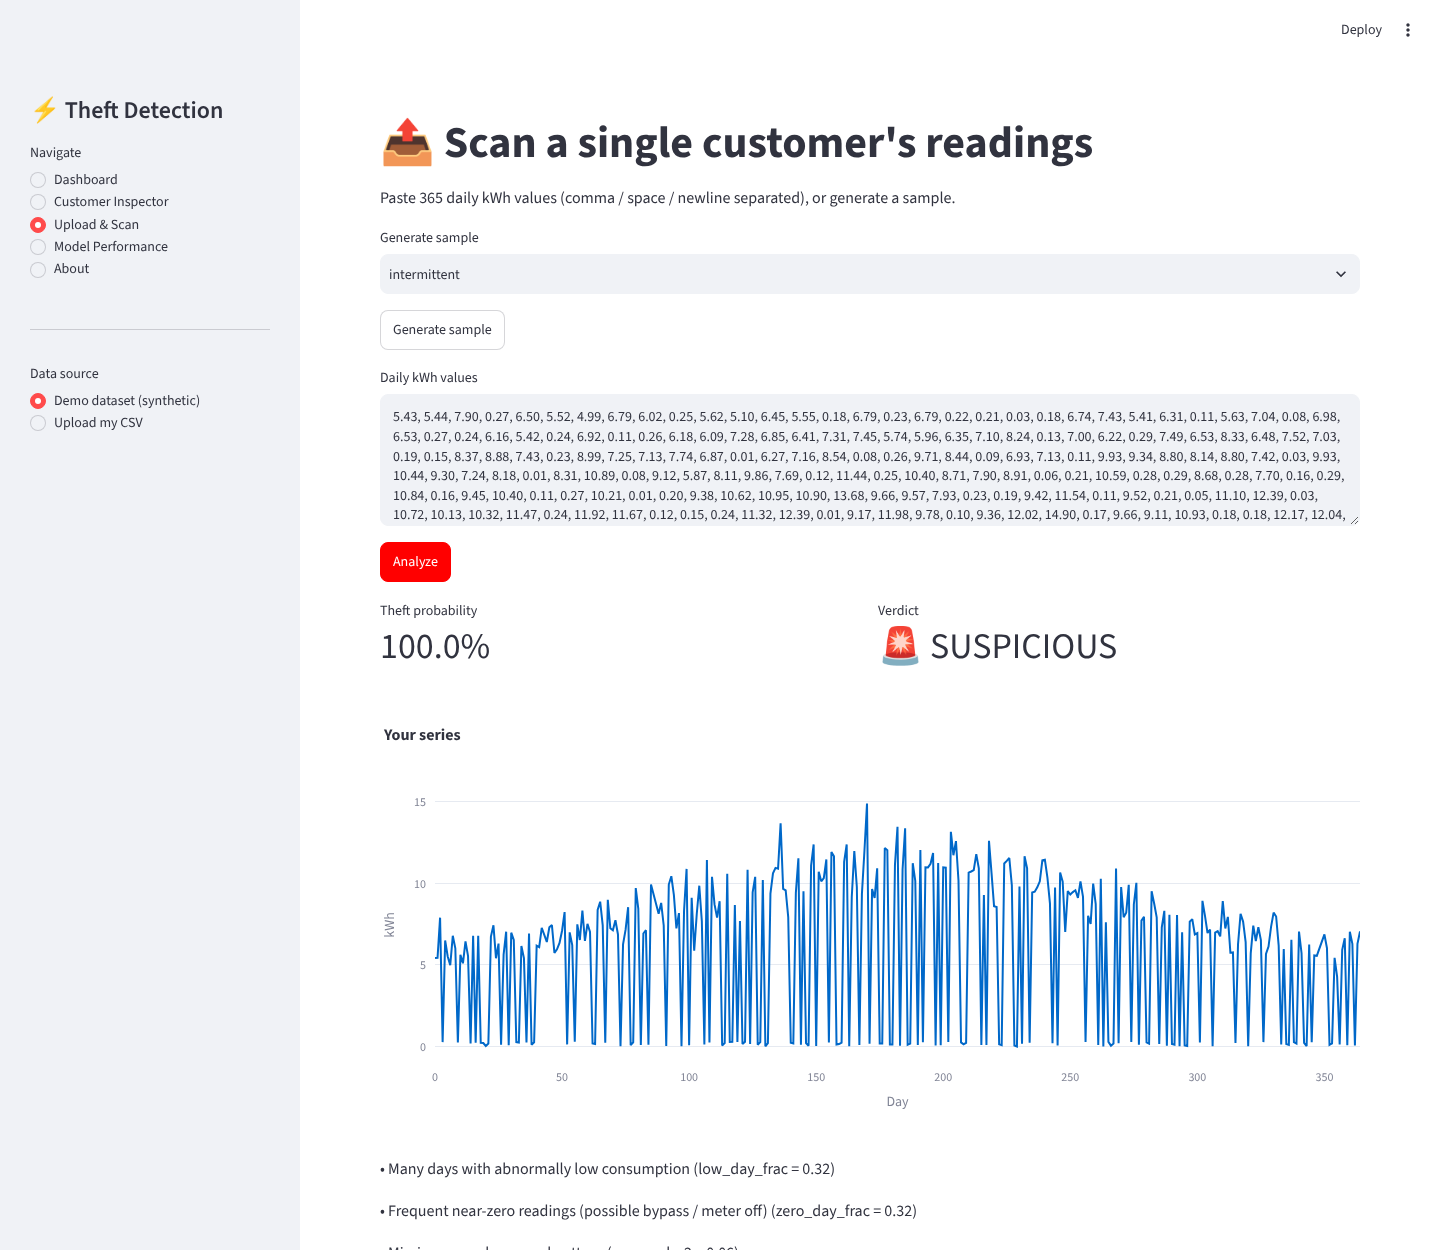 Deploy
⚡ Theft Detection
Navigate
Dashboard
Customer Inspector
Upload & Scan
Model Performance
About
Data source
Demo dataset (synthetic)
Upload my CSV
Scan a single customer's readings
Paste 365 daily kWh values (comma / space / newline separated), or generate a sample.
Generate sample
intermittent
Generate sample
Daily kWh values
5.43, 5.44, 7.90, 0.27, 6.50, 5.52, 4.99, 6.79, 6.02, 0.25, 5.62, 5.10, 6.45, 5.55, 0.18, 6.79, 0.23, 6.79, 0.22, 0.21, 0.03, 0.18, 6.74, 7.43, 5.41, 6.31, 0.11, 5.63, 7.04, 0.08, 6.98,
6.53, 0.27, 0.24, 6.16, 5.42, 0.24, 6.92, 0.11, 0.26, 6.18, 6.09, 7.28, 6.85, 6.41, 7.31, 7.45, 5.74, 5.96, 6.35, 7.10, 8.24, 0.13, 7.00, 6.22, 0.29, 7.49, 6.53, 8.33, 6.48, 7.52, 7.03,
0.19, 0.15, 8.37, 6.88, 7.43, 0.23, 8.99, 7.25, 7.13, 7.74, 6.87, 0.01, 6.27, 7.16, 8.54, 0.08, 0.26, 9.71, 8.44, 0.09, 6.93, 7.13, 0.11, 9.93, 9.34, 8.80, 8.14, 8.80, 7.42, 0.03, 9.93,
10.44, 9.30, 7.24, 8.18, 0.01, 8.31, 10.89, 0.08, 9.12, 5.87, 8.11, 9.86, 7.69, 0.12, 11.44, 0.25, 10.40, 8.71, 7.90, 8.91, 0.06, 0.21, 10.59, 0.28, 0.29, 8.68, 0.28, 7.70, 0.16, 0.29,
10.84, 0.16, 9.45, 10.40, 0.11, 0.27, 10.21, 0.01, 0.20, 9.38, 10.62, 10.95, 10.90, 13.68, 9.66, 9.57, 7.93, 0.23, 0.19, 9.42, 11.54, 0.11, 9.52, 0.21, 0.05, 11.10, 12.39, 0.03,
10.72, 10.13, 10.32, 11.47, 0.24, 11.92, 11.67, 0.12, 0.15, 0.24, 11.32, 12.39, 0.01, 9.17, 11.98, 9.78, 0.10, 9.36, 12.02, 14.90, 0.17, 9.66, 9.11, 10.93, 0.18, 0.18, 12.17, 12.04,
Analyze
Theft probability
100.0%
Verdict
🚨 SUSPICIOUS
Your series
15
10
5
0
kWh
0 50 100 150 200 250 300 350
Day
• Many days with abnormally low consumption (low_day_frac = 0.32)
• Frequent near-zero readings (possible bypass / meter off) (zero_day_frac = 0.32)